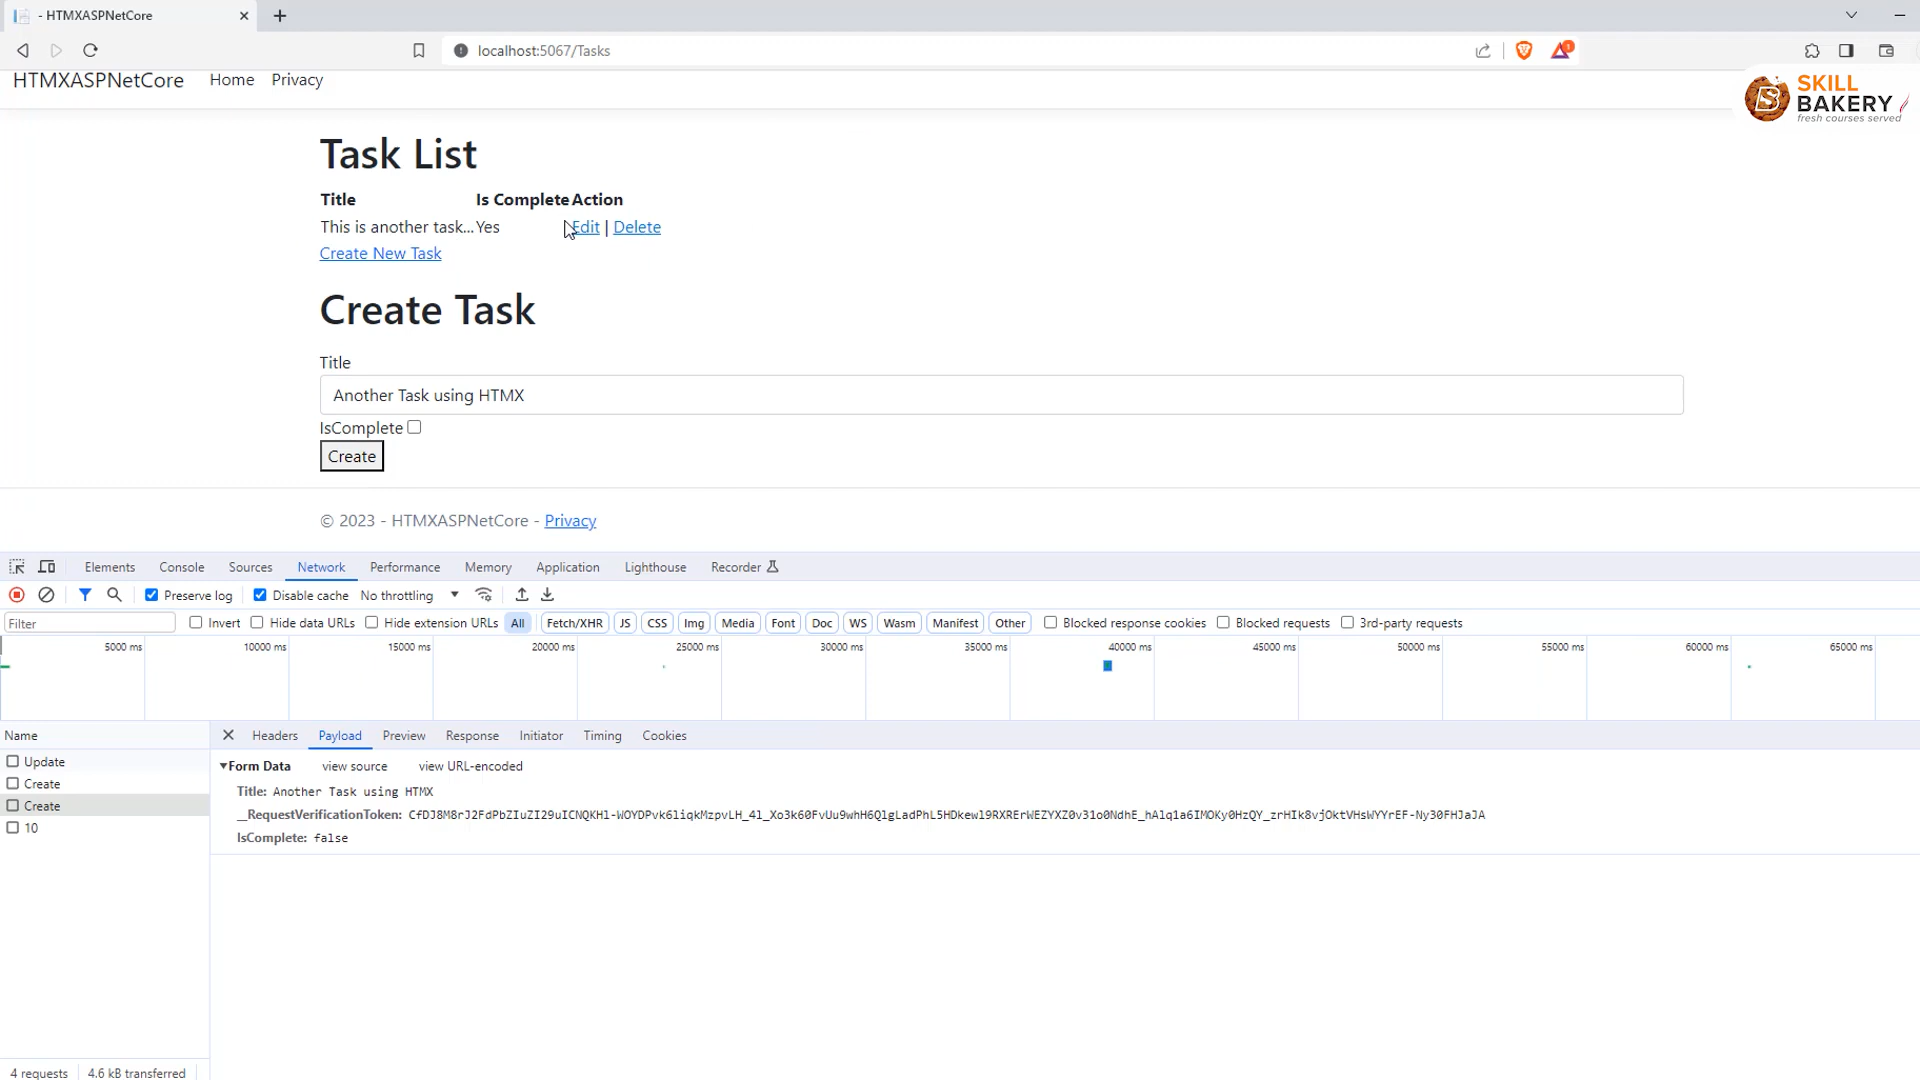 - HTMXASPNetCore
localhost:5067/Tasks
HTMXASPNetCore Home Privacy
SKILL
BAKERY
fresh courses served
Task List
Title Is Complete Action
This is another task... Yes Edit | Delete
Create New Task
Create Task
Title
Another Task using HTMX
IsComplete
Create
© 2023 - HTMXASPNetCore - Privacy
Elements Console Sources Network Performance Memory Application Lighthouse Recorder
Preserve log Disable cache No throttling
Filter Invert Hide data URLs Hide extension URLs All Fetch/XHR JS CSS Img Media Font Doc WS Wasm Manifest Other Blocked response cookies Blocked requests 3rd-party requests
5000 ms 10000 ms 15000 ms 20000 ms 25000 ms 30000 ms 35000 ms 40000 ms 45000 ms 50000 ms 55000 ms 60000 ms 65000 ms
Name Headers Payload Preview Response Initiator Timing Cookies
Update
Create
Create
10
Form Data view source view URL-encoded
Title: Another Task using HTMX
__RequestVerificationToken:
IsComplete: false
4 requests 4.6 kB transferred